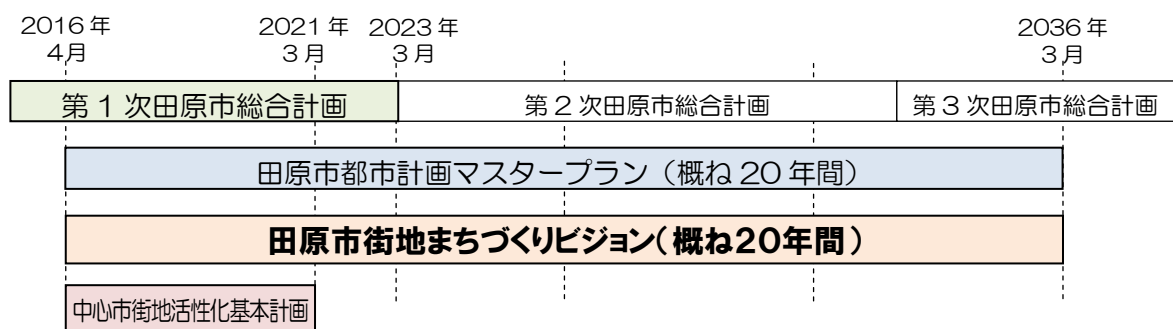 2016年
4月
2021年
3月
2023年
3月
2036年
3月
第1次田原市総合計画
第2次田原市総合計画
第3次田原市総合計画
田原市都市計画マスタープラン（概ね20年間）
田原市街地まちづくりビジョン（概ね20年間）
中心市街地活性化基本計画